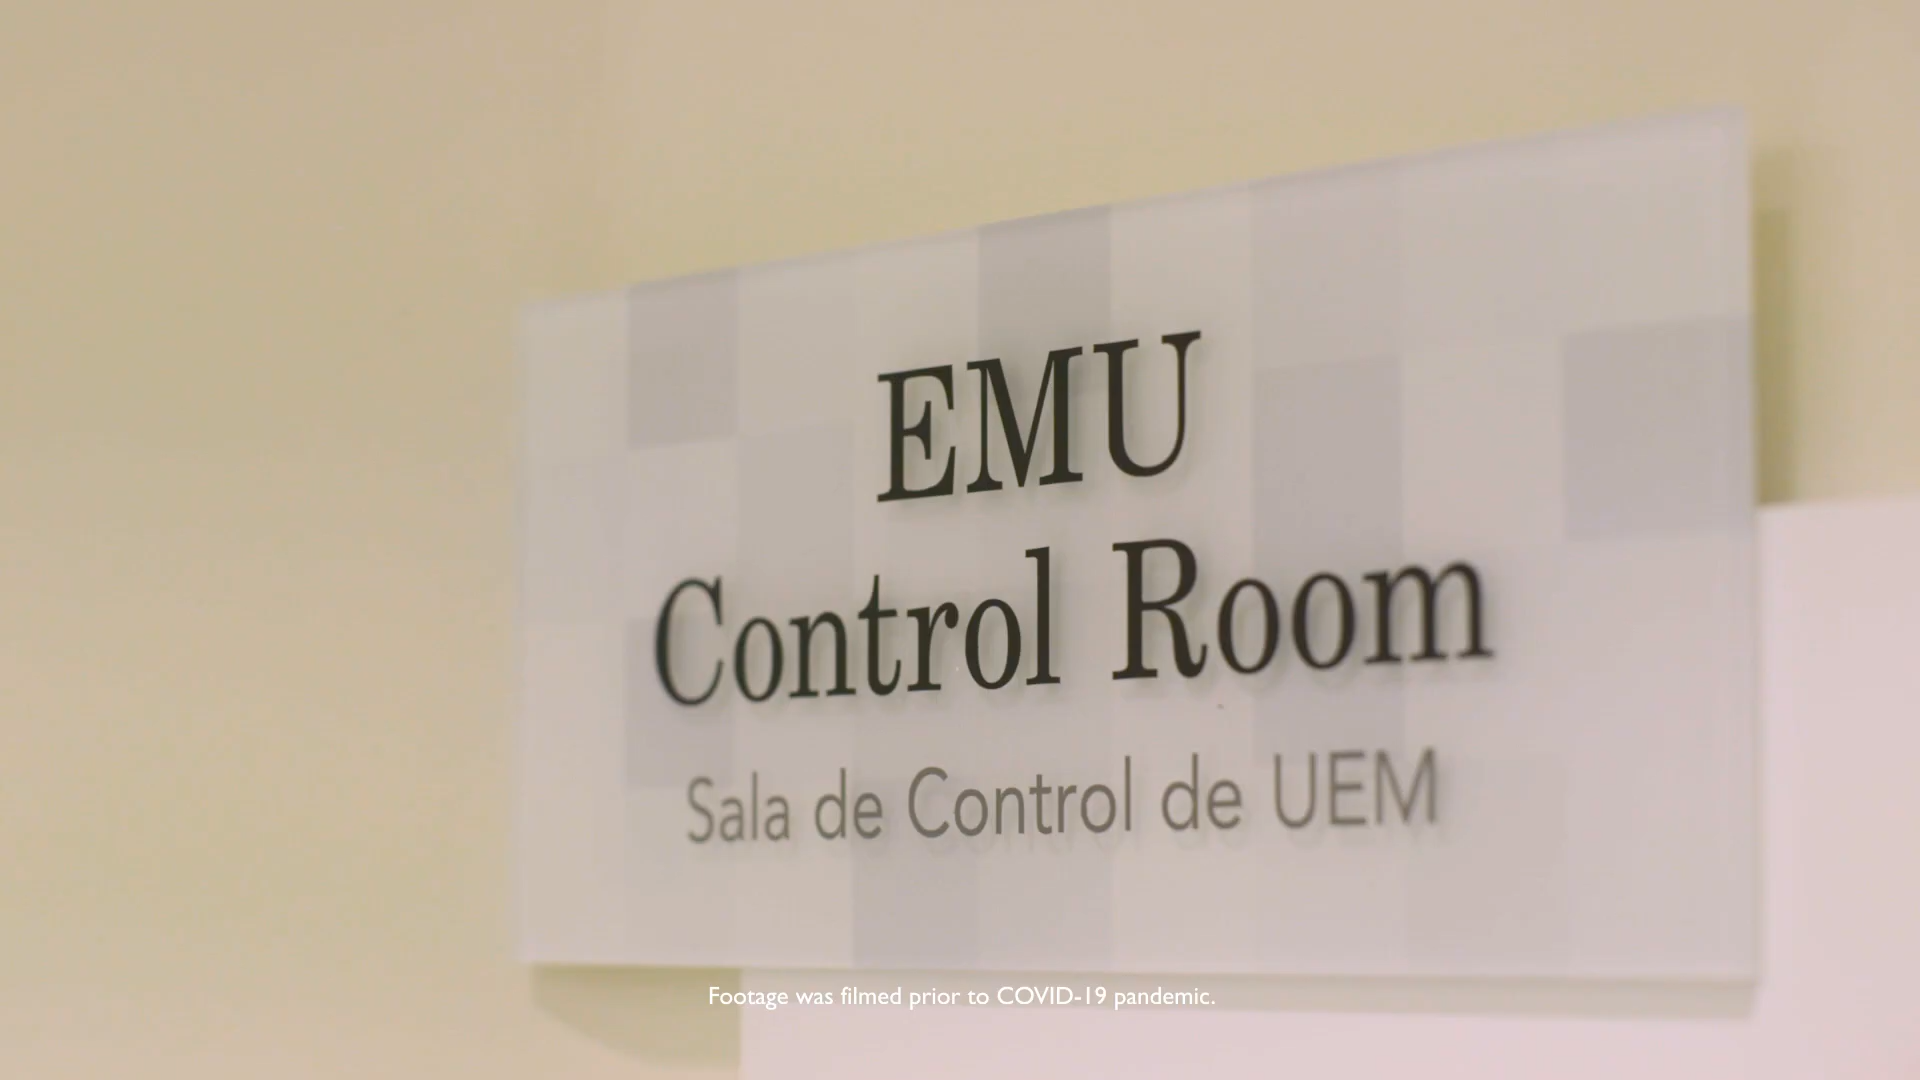 EMU
Control Room
Sala de Control de UEM
Footage was filmed prior to COVID-19 pandemic.